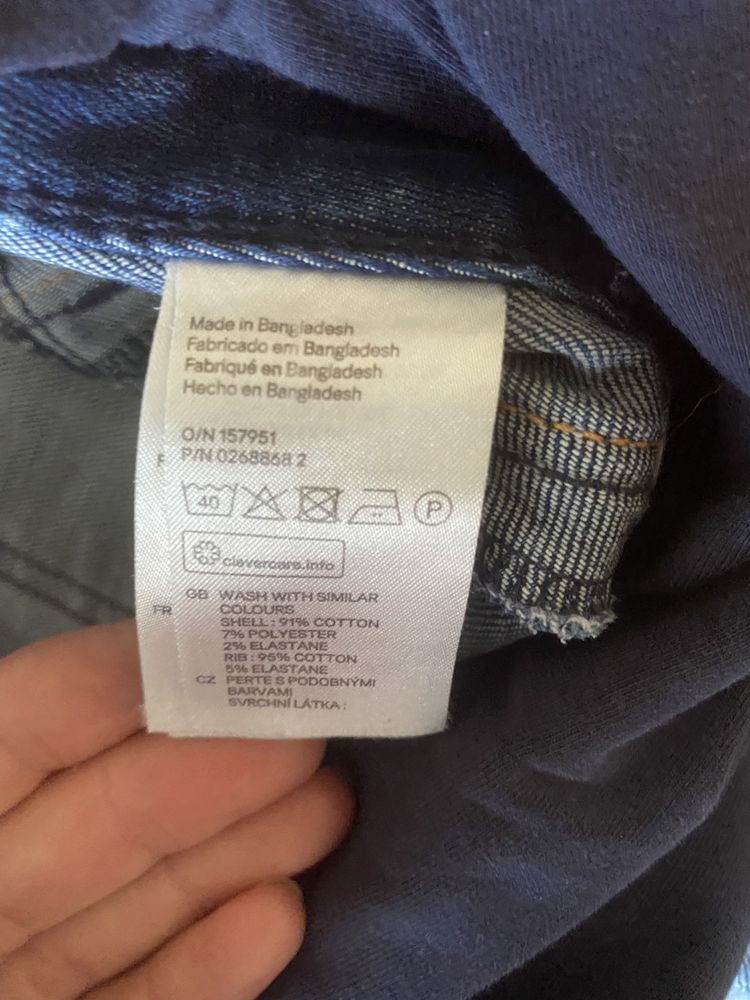 Made in Bangladesh
Fabricado em Bangladesh
Fabriqué en Bangladesh
Hecho en Bangladesh
O/N 157951
P/N 0268868 2
40
P
clevercare.info
GB WASH WITH SIMILAR
COLOURS
SHELL : 91% COTTON
7% POLYESTER
2% ELASTANE
RIB : 95% COTTON
5% ELASTANE
CZ PERTE S PODOBNÝMI
BARVAMI
SVRCHNÍ LÁTKA :
F
FR